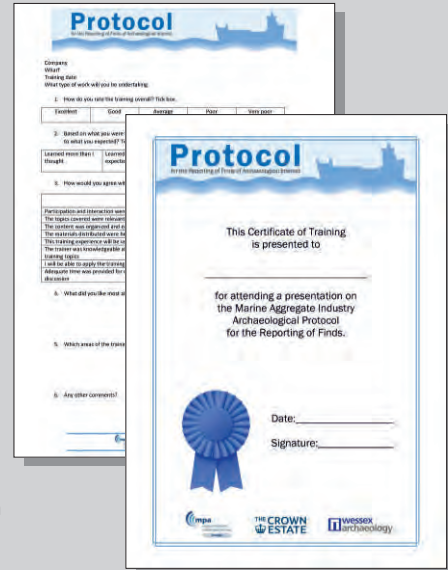 Protocol
for the Reporting of Finds of Archaeological Interest
Company
Wharf
Training date
What type of work will you be undertaking
1. How do you rate the training overall? Tick box.
Excellent Good Average Poor Very poor
2. Based on what you were
to what you expected?
Learned more than I
thought
Learned
expected
3. How would you agree
Participation and interaction were
The topics covered were relevant
The content was organized and
The materials distributed were
This training experience will be
The trainer was knowledgeable
training topics
I will be able to apply the training
Adequate time was provided for
discussion
4. What did you like most
5. Which areas of the
6. Any other comments?
Protocol
for the Reporting of Finds of Archaeological Interest
This Certificate of Training
is presented to
for attending a presentation on
the Marine Aggregate Industry
Archaeological Protocol
for the Reporting of Finds.
Date:
Signature:
mpa
THE CROWN
ESTATE
wessex
archaeology